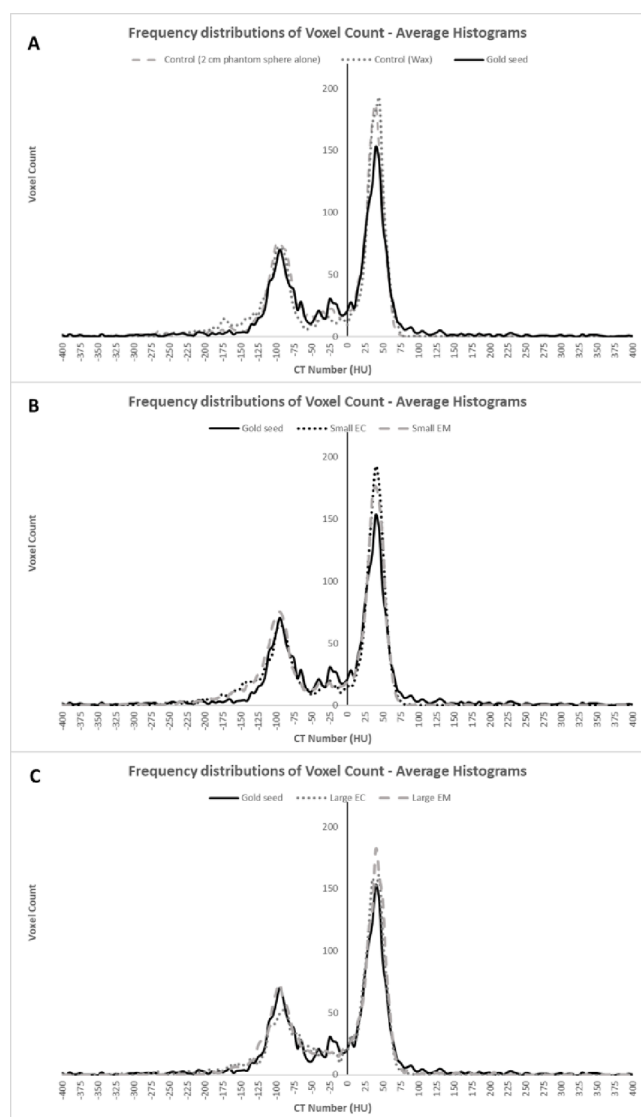 A
Frequency distributions of Voxel Count - Average Histograms
Control (2 cm phantom sphere alone) Control (Wax) Gold seed
200
150
100
50
0
Voxel Count
-400 -375 -350 -325 -300 -275 -250 -225 -200 -175 -150 -125 -100 -75 -50 -25 0 25 50 75 100 125 150 175 200 225 250 275 300 325 350 375 400
CT Number (HU)
B
Frequency distributions of Voxel Count - Average Histograms
Gold seed Small EC Small EM
200
150
100
50
0
Voxel Count
-400 -375 -350 -325 -300 -275 -250 -225 -200 -175 -150 -125 -100 -75 -50 -25 0 25 50 75 100 125 150 175 200 225 250 275 300 325 350 375 400
CT Number (HU)
C
Frequency distributions of Voxel Count - Average Histograms
Gold seed Large EC Large EM
200
150
100
50
0
Voxel Count
-400 -375 -350 -325 -300 -275 -250 -225 -200 -175 -150 -125 -100 -75 -50 -25 0 25 50 75 100 125 150 175 200 225 250 275 300 325 350 375 400
CT Number (HU)